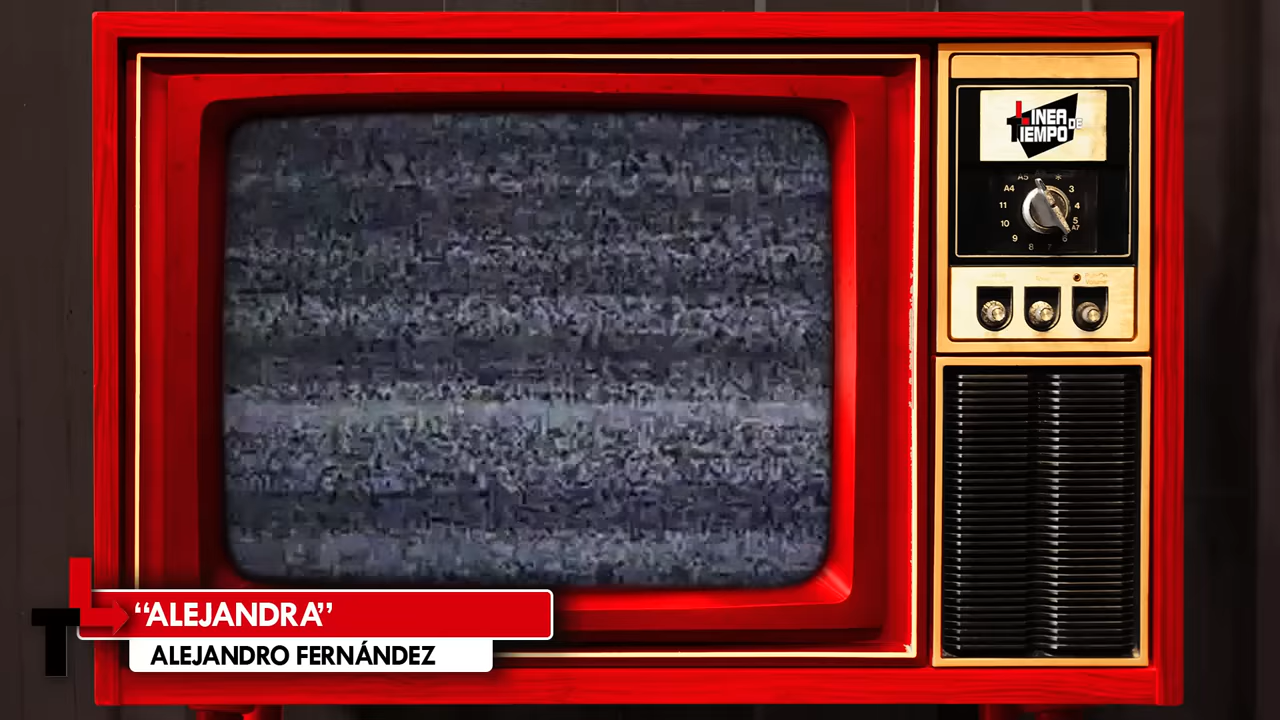 LINEA DE
TIEMPO
A5
A4
3
11
4
10
5
A7
9
8
7
6
"ALEJANDRA"
ALEJANDRO FERNÁNDEZ